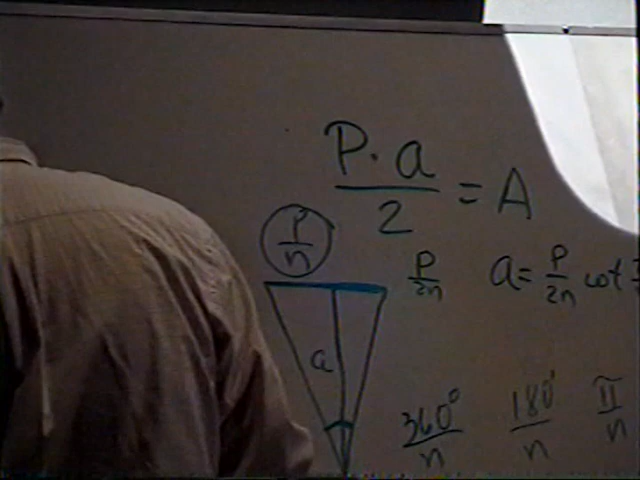 P · a / 2 = A
P/n
P/2n a = P/2n cot
a
360°/n 180°/n π/n